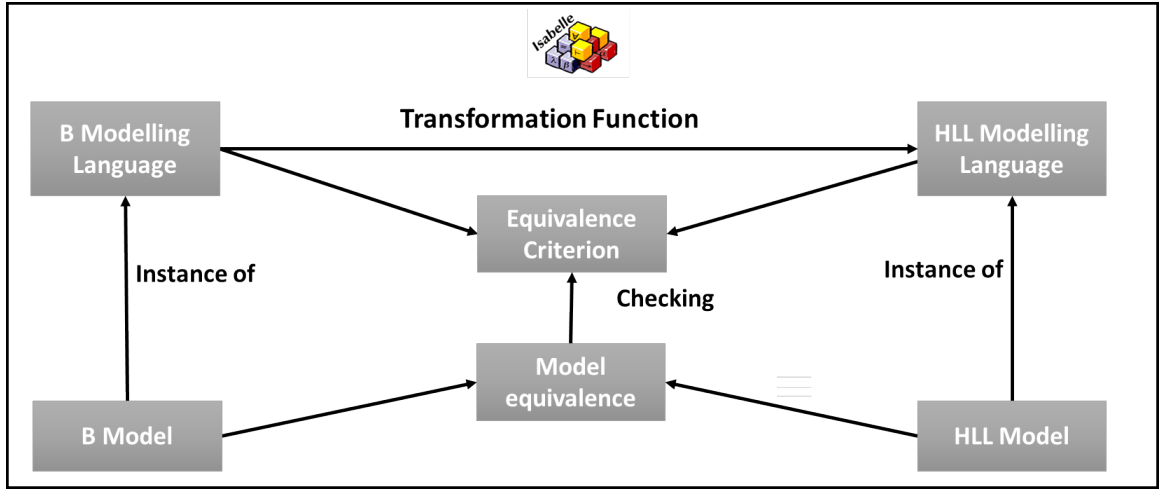 Isabelle
λ β α
Transformation Function
B Modelling
Language
HLL Modelling
Language
Equivalence
Criterion
Instance of
Instance of
Checking
Model
equivalence
B Model
HLL Model